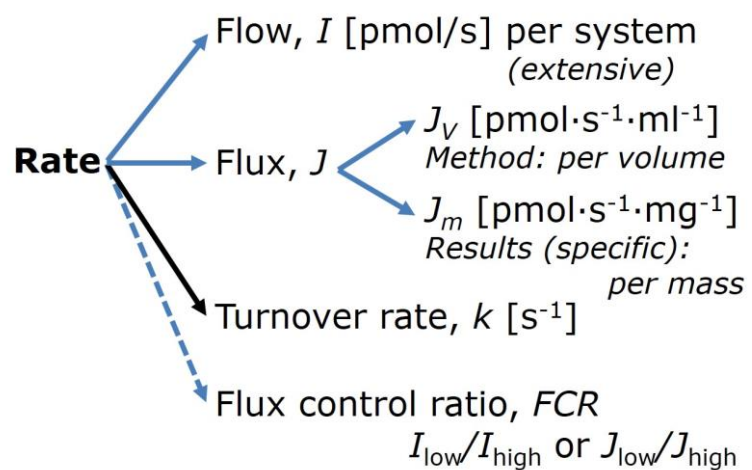 Flow, I [pmol/s] per system
(extensive)
Rate
Flux, J
J_V [pmol·s⁻¹·ml⁻¹]
Method: per volume
J_m [pmol·s⁻¹·mg⁻¹]
Results (specific):
per mass
Turnover rate, k [s⁻¹]
Flux control ratio, FCR
I_low/I_high or J_low/J_high